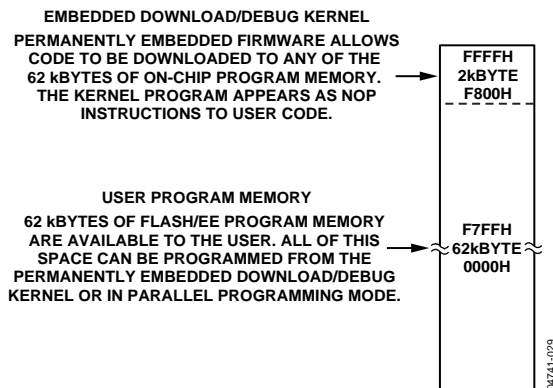 EMBEDDED DOWNLOAD/DEBUG KERNEL
PERMANENTLY EMBEDDED FIRMWARE ALLOWS
CODE TO BE DOWNLOADED TO ANY OF THE
62 kBYTES OF ON-CHIP PROGRAM MEMORY.
THE KERNEL PROGRAM APPEARS AS NOP
INSTRUCTIONS TO USER CODE.
FFFFH
2kBYTE
F800H
USER PROGRAM MEMORY
62 kBYTES OF FLASH/EE PROGRAM MEMORY
ARE AVAILABLE TO THE USER. ALL OF THIS
SPACE CAN BE PROGRAMMED FROM THE
PERMANENTLY EMBEDDED DOWNLOAD/DEBUG
KERNEL OR IN PARALLEL PROGRAMMING MODE.
F7FFH
62kBYTE
0000H
04741-029